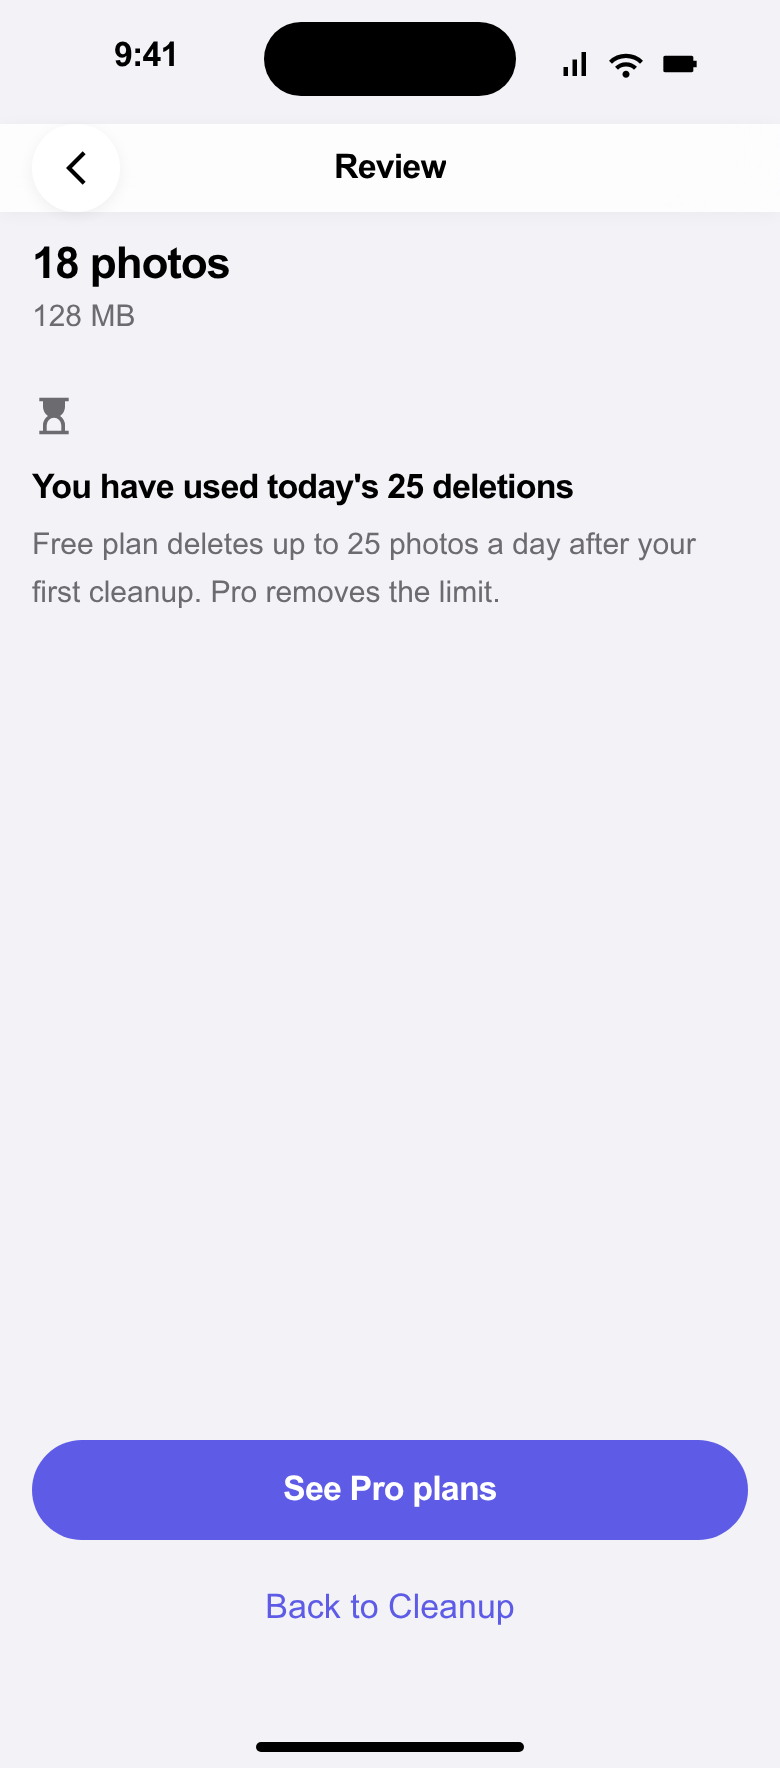 9:41
Review
18 photos
128 MB
You have used today's 25 deletions
Free plan deletes up to 25 photos a day after your
first cleanup. Pro removes the limit.
See Pro plans
Back to Cleanup